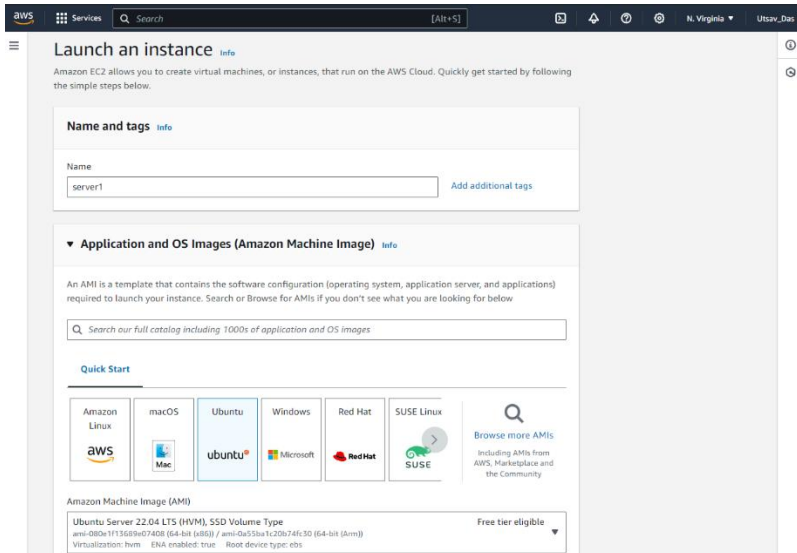 aws
Services
Search
[Alt+S]
N. Virginia
Utsav_Das
Launch an instance Info
Amazon EC2 allows you to create virtual machines, or instances, that run on the AWS Cloud. Quickly get started by following
the simple steps below.
Name and tags Info
Name
server1
Add additional tags
Application and OS Images (Amazon Machine Image) Info
An AMI is a template that contains the software configuration (operating system, application server, and applications)
required to launch your instance. Search or Browse for AMIs if you don't see what you are looking for below
Search our full catalog including 1000s of application and OS images
Quick Start
Amazon
Linux
aws
macOS
Mac
Ubuntu
ubuntu
Windows
Microsoft
Red Hat
Red Hat
SUSE Linux
SUSE
Browse more AMIs
Including AMIs from
AWS, Marketplace and
the Community
Amazon Machine Image (AMI)
Ubuntu Server 22.04 LTS (HVM), SSD Volume Type
Free tier eligible
ami-080e1f13689e07408 (64-bit (x86)) / ami-0a55ba1c20b74fc30 (64-bit (Arm))
Virtualization: hvm ENA enabled: true Root device type: ebs